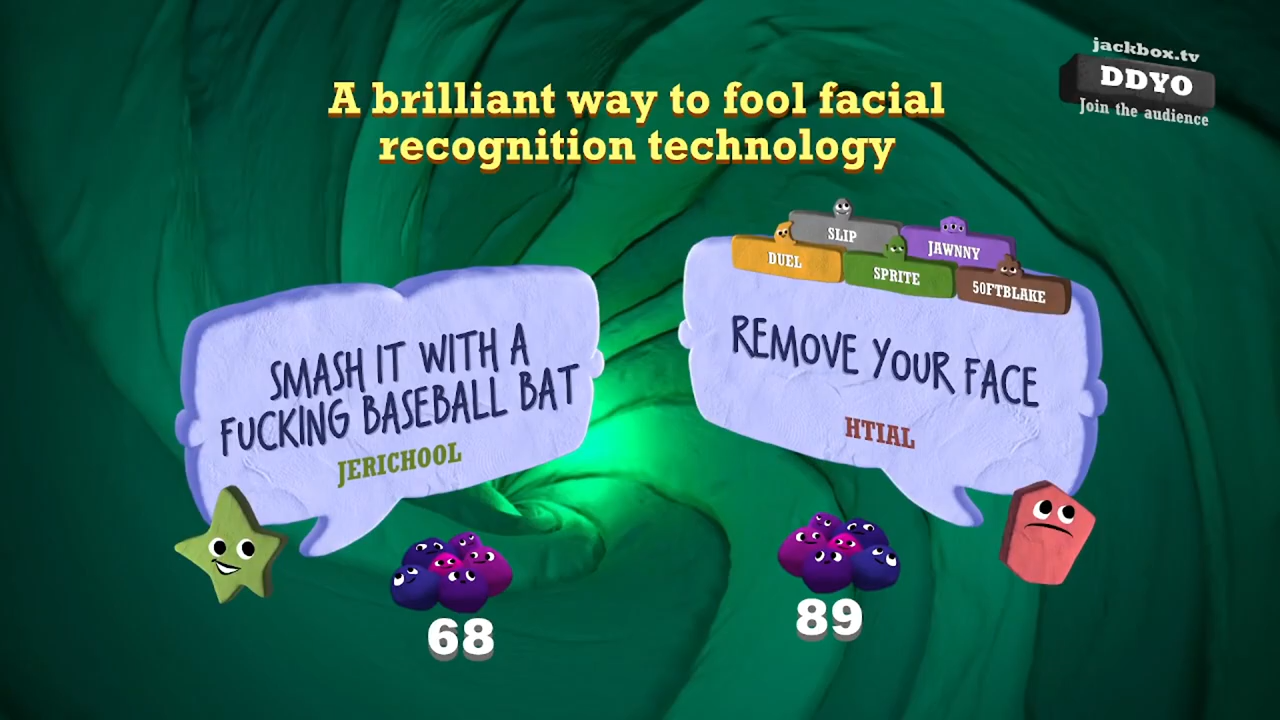 jackbox.tv
DDYO
Join the audience
A brilliant way to fool facial
recognition technology
SLIP
JAWNNY
DUEL
SPRITE
50FTBLAKE
SMASH IT WITH A
FUCKING BASEBALL BAT
JERICHOOL
REMOVE YOUR FACE
HTIAL
68
89